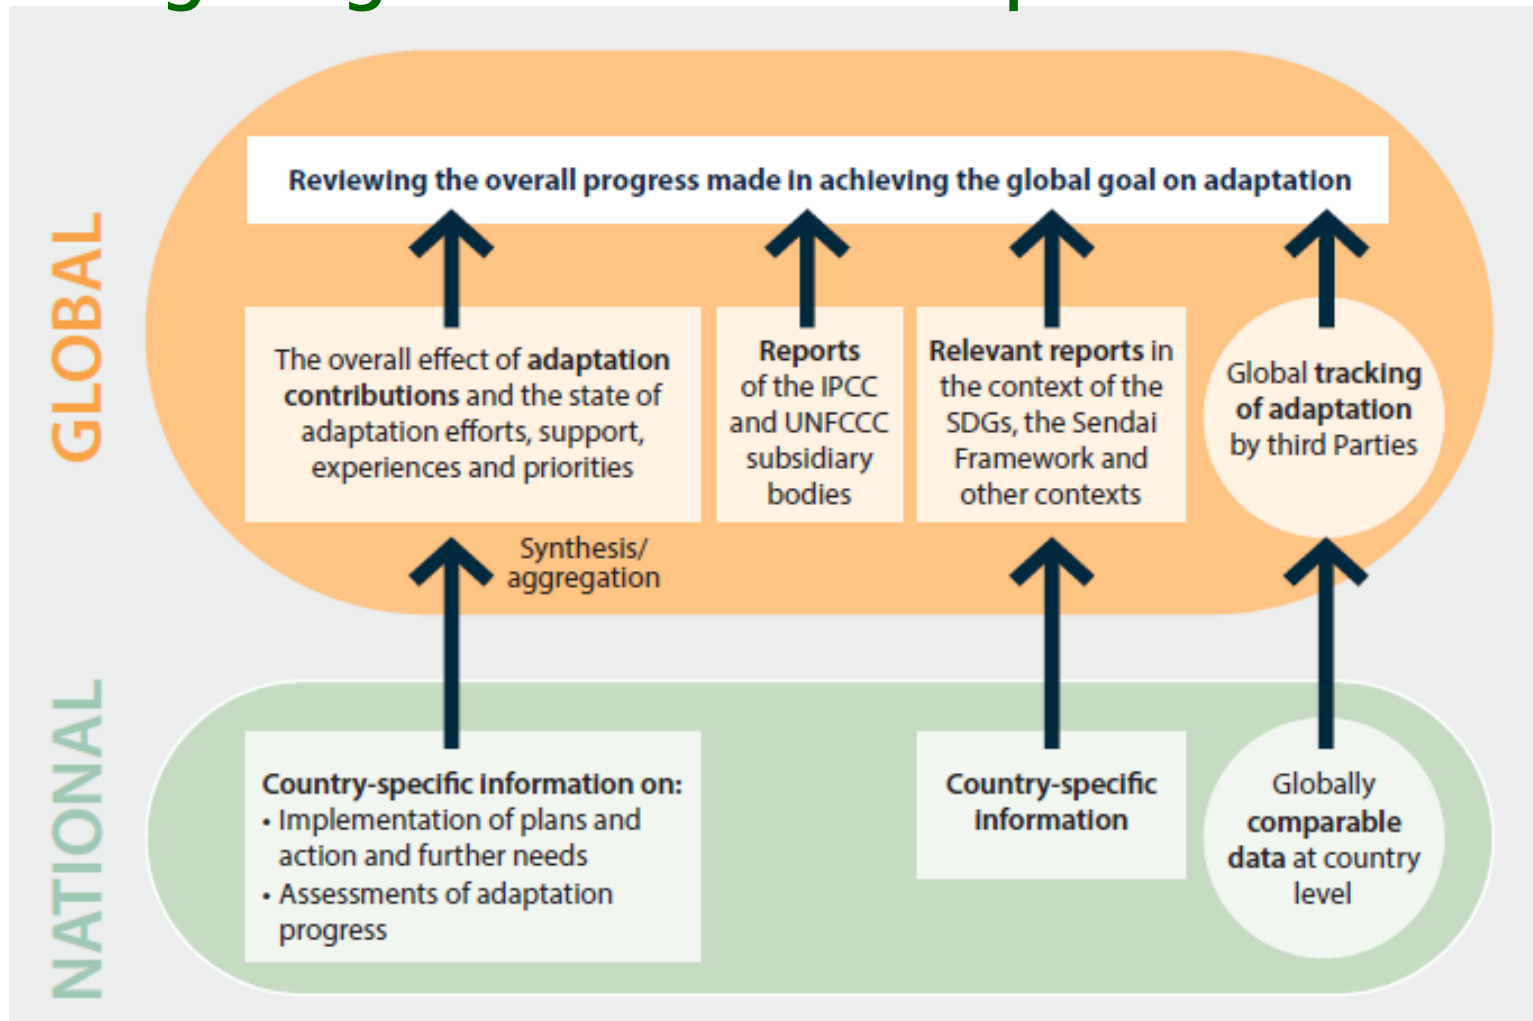 GLOBAL
Reviewing the overall progress made in achieving the global goal on adaptation
The overall effect of adaptation
contributions and the state of
adaptation efforts, support,
experiences and priorities
Reports
of the IPCC
and UNFCCC
subsidiary
bodies
Relevant reports in
the context of the
SDGs, the Sendai
Framework and
other contexts
Global tracking
of adaptation
by third Parties
Synthesis/
aggregation
NATIONAL
Country-specific information on:
• Implementation of plans and
action and further needs
• Assessments of adaptation
progress
Country-specific
information
Globally
comparable
data at country
level